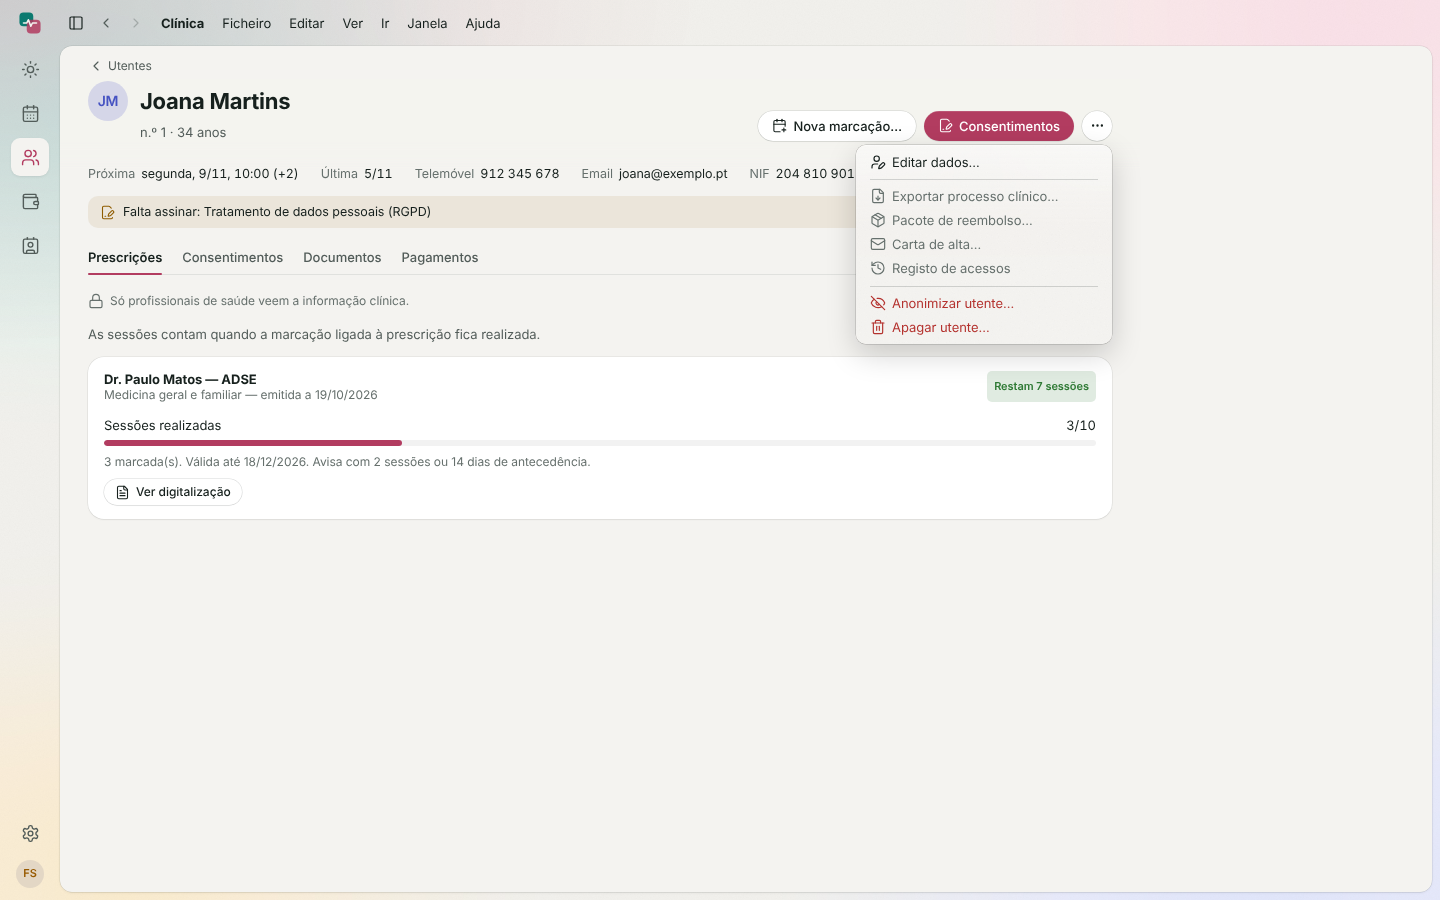 Clínica Ficheiro Editar Ver Ir Janela Ajuda
Utentes
JM
Joana Martins
n.º 1 · 34 anos
Nova marcação...
Consentimentos
Próxima segunda, 9/11, 10:00 (+2) Última 5/11 Telemóvel 912 345 678 Email joana@exemplo.pt NIF 204 810 901
Falta assinar: Tratamento de dados pessoais (RGPD)
Editar dados...
Exportar processo clínico...
Pacote de reembolso...
Carta de alta...
Registo de acessos
Anonimizar utente...
Apagar utente...
Prescrições Consentimentos Documentos Pagamentos
Só profissionais de saúde veem a informação clínica.
As sessões contam quando a marcação ligada à prescrição fica realizada.
Dr. Paulo Matos — ADSE
Medicina geral e familiar — emitida a 19/10/2026
Restam 7 sessões
Sessões realizadas 3/10
3 marcada(s). Válida até 18/12/2026. Avisa com 2 sessões ou 14 dias de antecedência.
Ver digitalização
FS